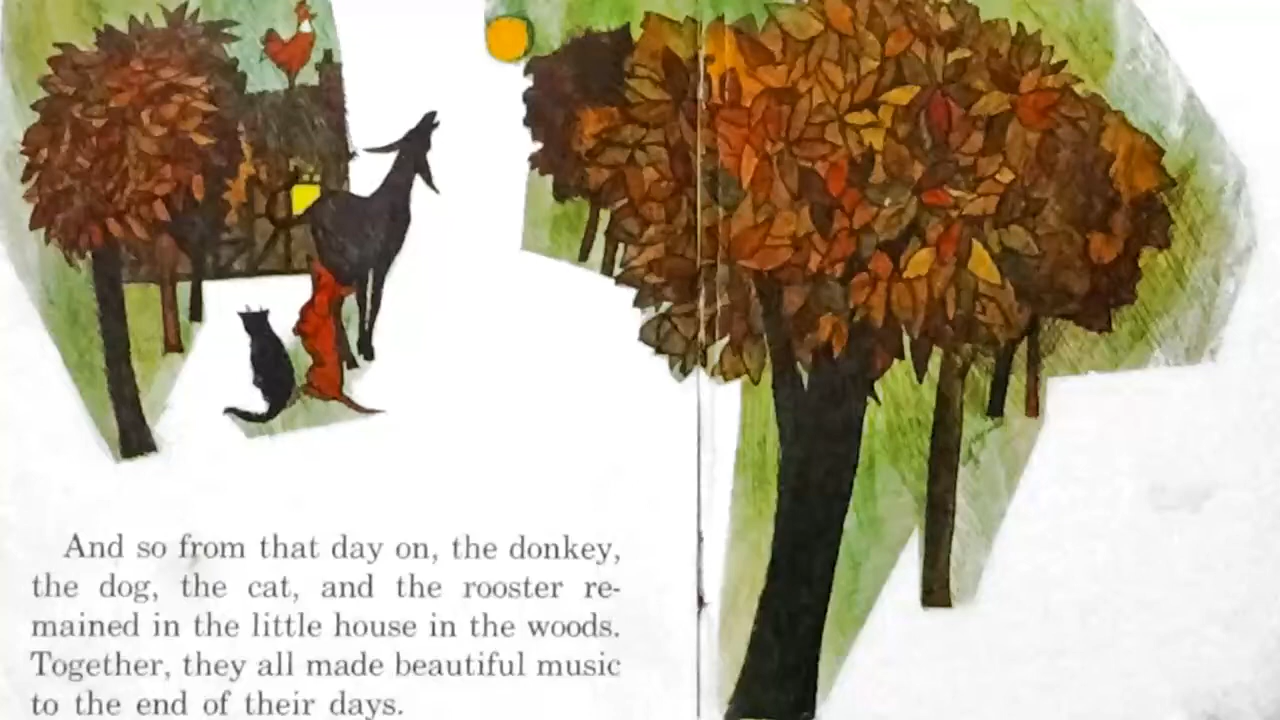 And so from that day on, the donkey,
the dog, the cat, and the rooster re-
mained in the little house in the woods.
Together, they all made beautiful music
to the end of their days.